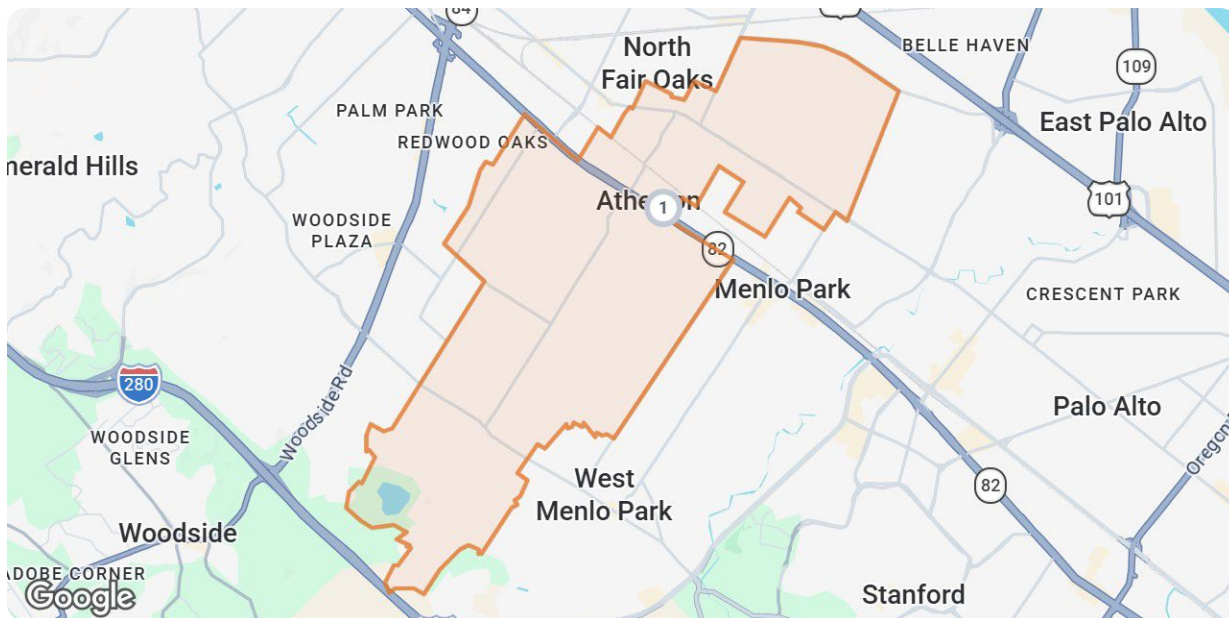 84
North
Fair Oaks
BELLE HAVEN
109
PALM PARK
East Palo Alto
REDWOOD OAKS
merald Hills
Atherton
1
101
WOODSIDE
PLAZA
82
Menlo Park
CRESCENT PARK
280
Woodside Rd
Palo Alto
WOODSIDE
GLENS
Oregon
West
Menlo Park
82
Woodside
ADOBE CORNER
Stanford
Google